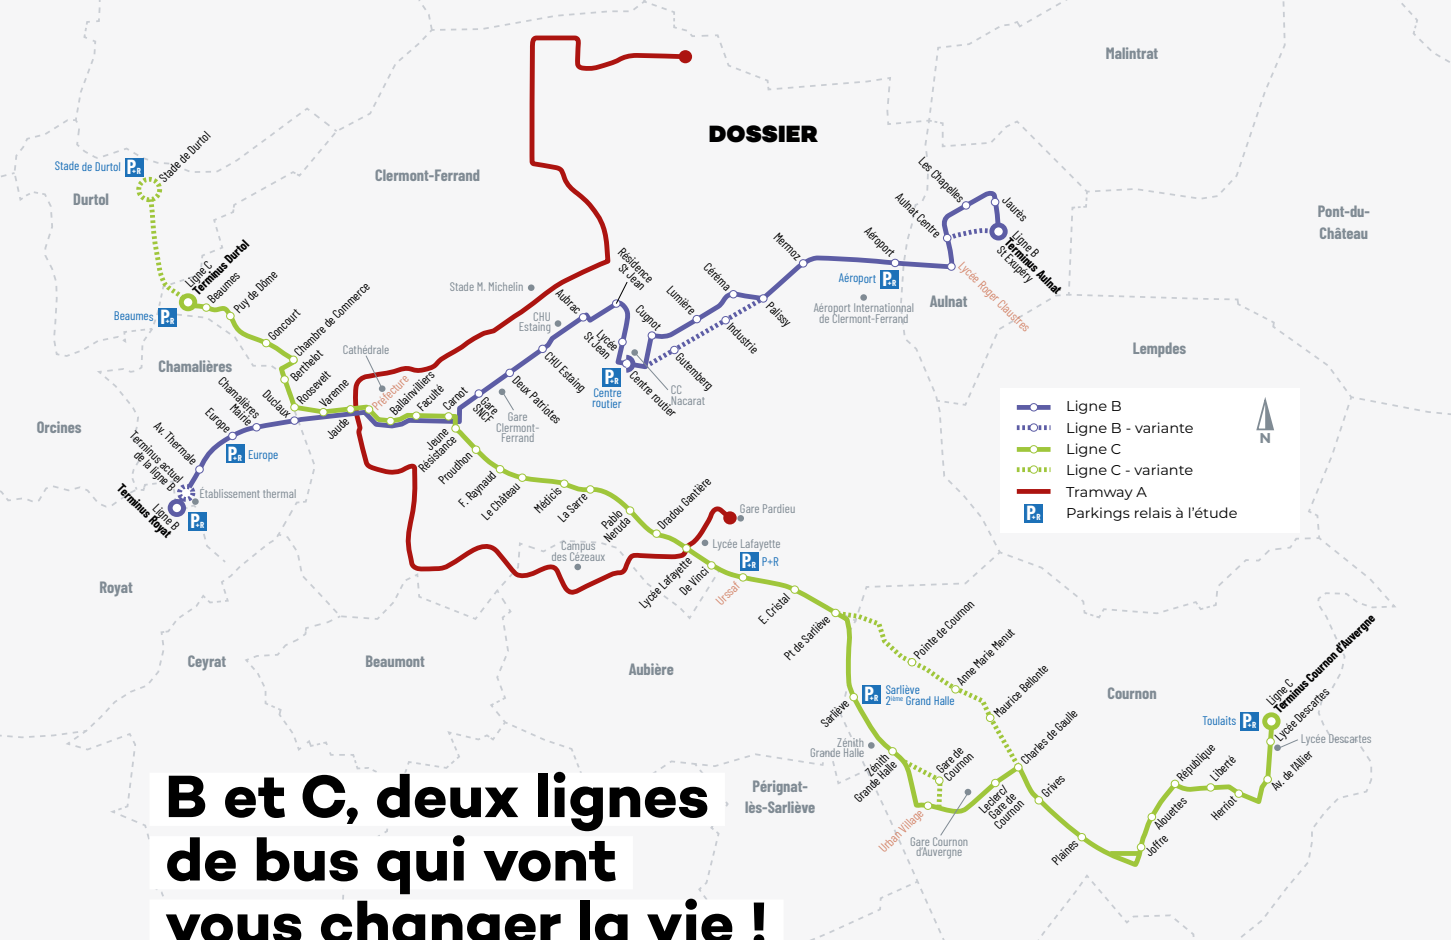 DOSSIER
Malintrat
Clermont-Ferrand
Durtol
Pont-du-
Château
Chamalières
Aulnat
Lempdes
Orcines
Royat
Ceyrat
Beaumont
Aubière
Cournon
Pérignat-
lès-Sarliève
Stade de Durtol
P+R
Stade de Durtol
Ligne C
Terminus Durtol
Beaumes
P+R
Beaumes
Puy de Dôme
Goncourt
Chambre de Commerce
Berthelot
Roosevelt
Duclaux
Varenne
Cathédrale
Préfecture
Jaude
Ballainvilliers
Faculté
Carnot
Chamalières
Mairie
Europe
P+R
Europe
Av. Thermale
Terminus actuel
de la ligne B
Établissement thermal
Ligne B
Terminus Royat
P+R
Gare
SNCF
Deux Patriotes
Gare
Clermont-
Ferrand
CHU Estaing
CHU
Estaing
Stade M. Michelin
Aubrac
Résidence
St Jean
Lycée
St Jean
P+R
Centre
routier
Centre routier
Cugnot
CC
Nacarat
Lumière
Céréma
Gutemberg
Industrie
Palissy
Mermoz
Aéroport
Aéroport
P+R
Aéroport International
de Clermont-Ferrand
Lycée Roger Claustres
Aulnat Centre
Les Chapelles
Jaurès
Ligne B
Terminus Aulnat
St Exupéry
Ligne B
Ligne B - variante
Ligne C
Ligne C - variante
Tramway A
P+R
Parkings relais à l'étude
N
Jeune
Résistance
Proudhon
F. Raynaud
Le Château
Médicis
La Sarre
Pablo
Neruda
Dradou Gantière
Gare Pardieu
Lycée Lafayette
Lycée Lafayette
Campus
des Cézeaux
De Vinci
P+R
P+R
Urssaf
E. Cristal
Pt de Sarliève
Pointe de Cournon
Anne Marie Menut
Maurice Bellonte
Charles de Gaulle
P+R
Sarliève
2ième Grand Halle
Sarliève
Zénith
Grande Halle
Zénith
Grande Halle
Gare de
Cournon
Urban Village
Gare Cournon
d'Auvergne
Leclerc/
Gare de
Cournon
Grives
Plaines
Joffre
Alouettes
République
Liberté
Herriot
Av. de l'Allier
Lycée Descartes
Lycée Descartes
Toulaits
P+R
Ligne C
Terminus Cournon d'Auvergne
B et C, deux lignes
de bus qui vont
vous changer la vie !